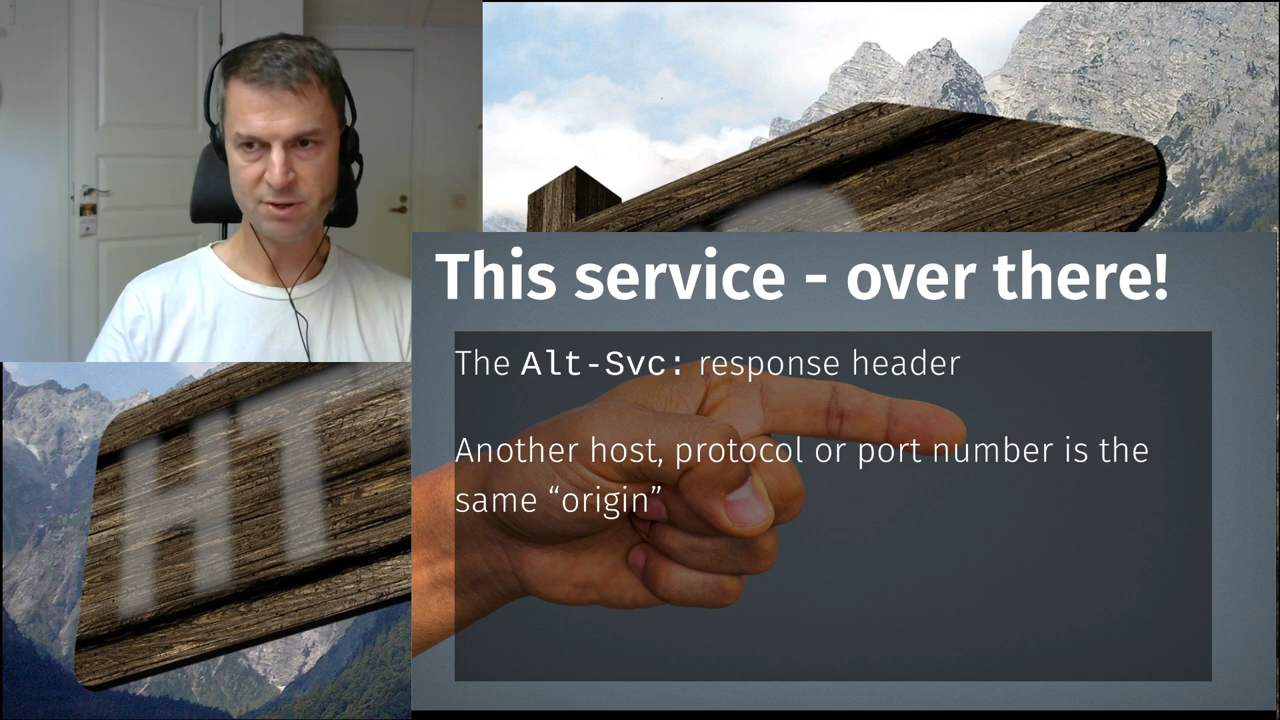 This service - over there!
The Alt-Svc: response header
Another host, protocol or port number is the
same “origin”
HT